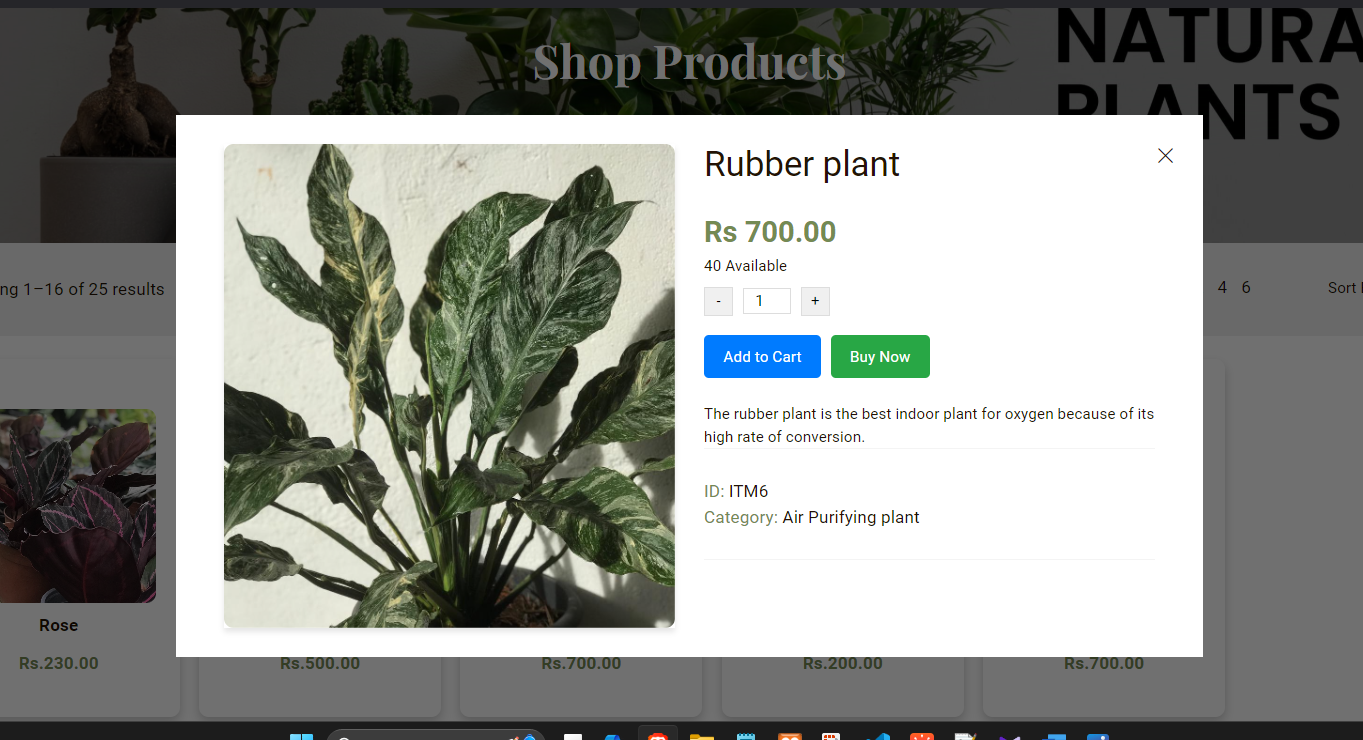 Shop Products
NATURA
PLANTS
ng 1–16 of 25 results
4 6
Sort
Rubber plant
Rs 700.00
40 Available
- 1 +
Add to Cart
Buy Now
The rubber plant is the best indoor plant for oxygen because of its
high rate of conversion.
ID: ITM6
Category: Air Purifying plant
Rose
Rs.230.00
Rs.500.00
Rs.700.00
Rs.200.00
Rs.700.00